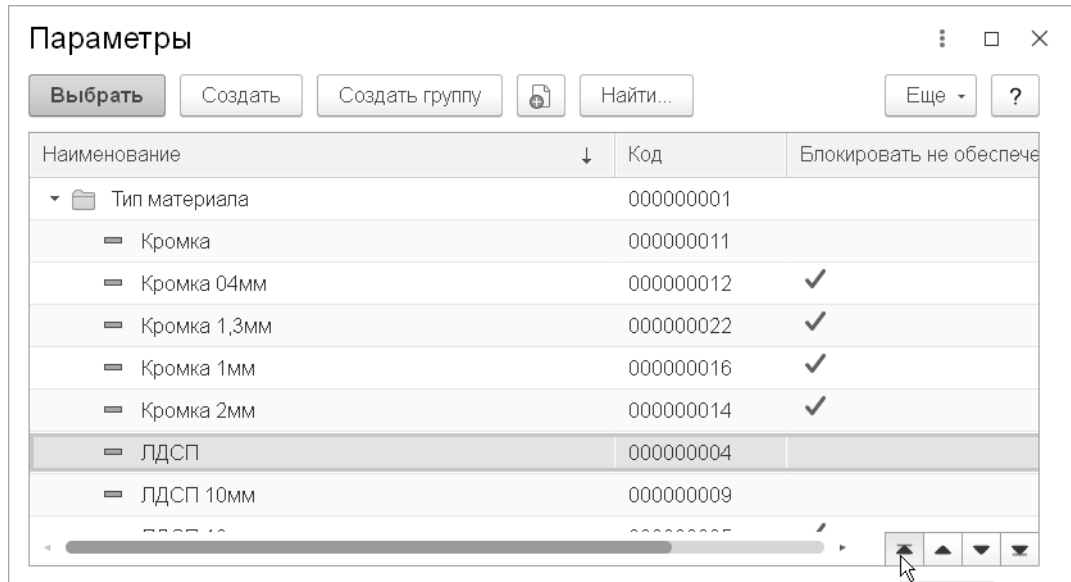 Параметры
Выбрать Создать Создать группу Найти... Еще ?
Наименование ↓ Код Блокировать не обеспече
Тип материала 000000001
Кромка 000000011
Кромка 04мм 000000012
Кромка 1,3мм 000000022
Кромка 1мм 000000016
Кромка 2мм 000000014
ЛДСП 000000004
ЛДСП 10мм 000000009